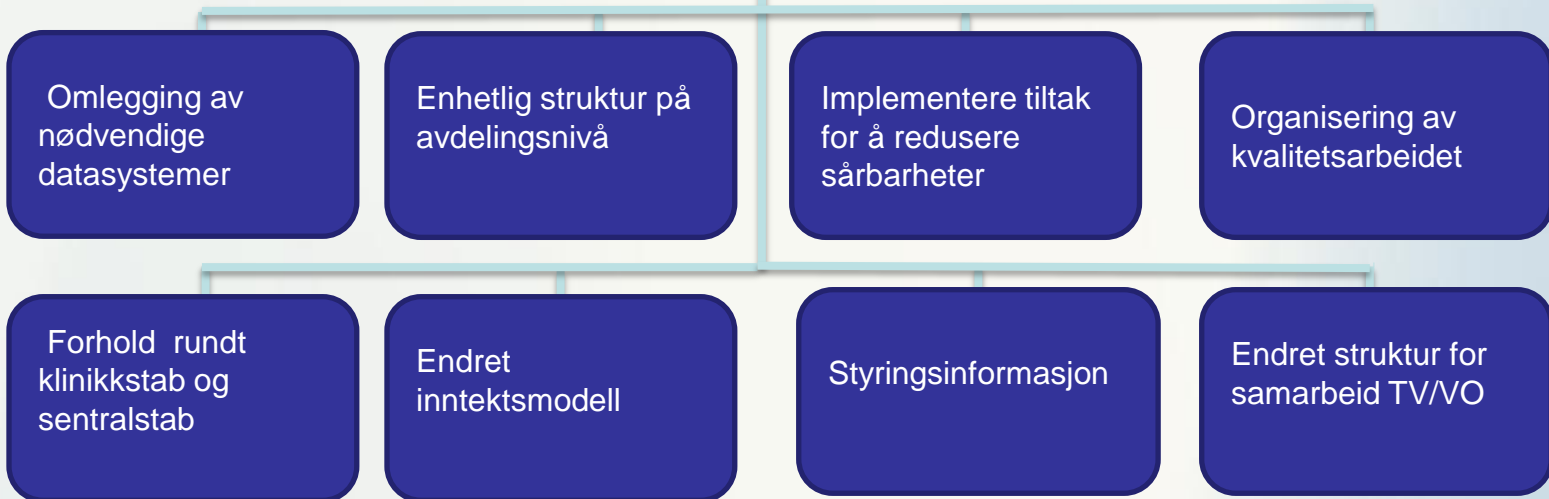 Omlegging av
nødvendige
datasystemer
Enhetlig struktur på
avdelingsnivå
Implementere tiltak
for å redusere
sårbarheter
Organisering av
kvalitetsarbeidet
Forhold rundt
klinikkstab og
sentralstab
Endret
inntektsmodell
Styringsinformasjon
Endret struktur for
samarbeid TV/VO